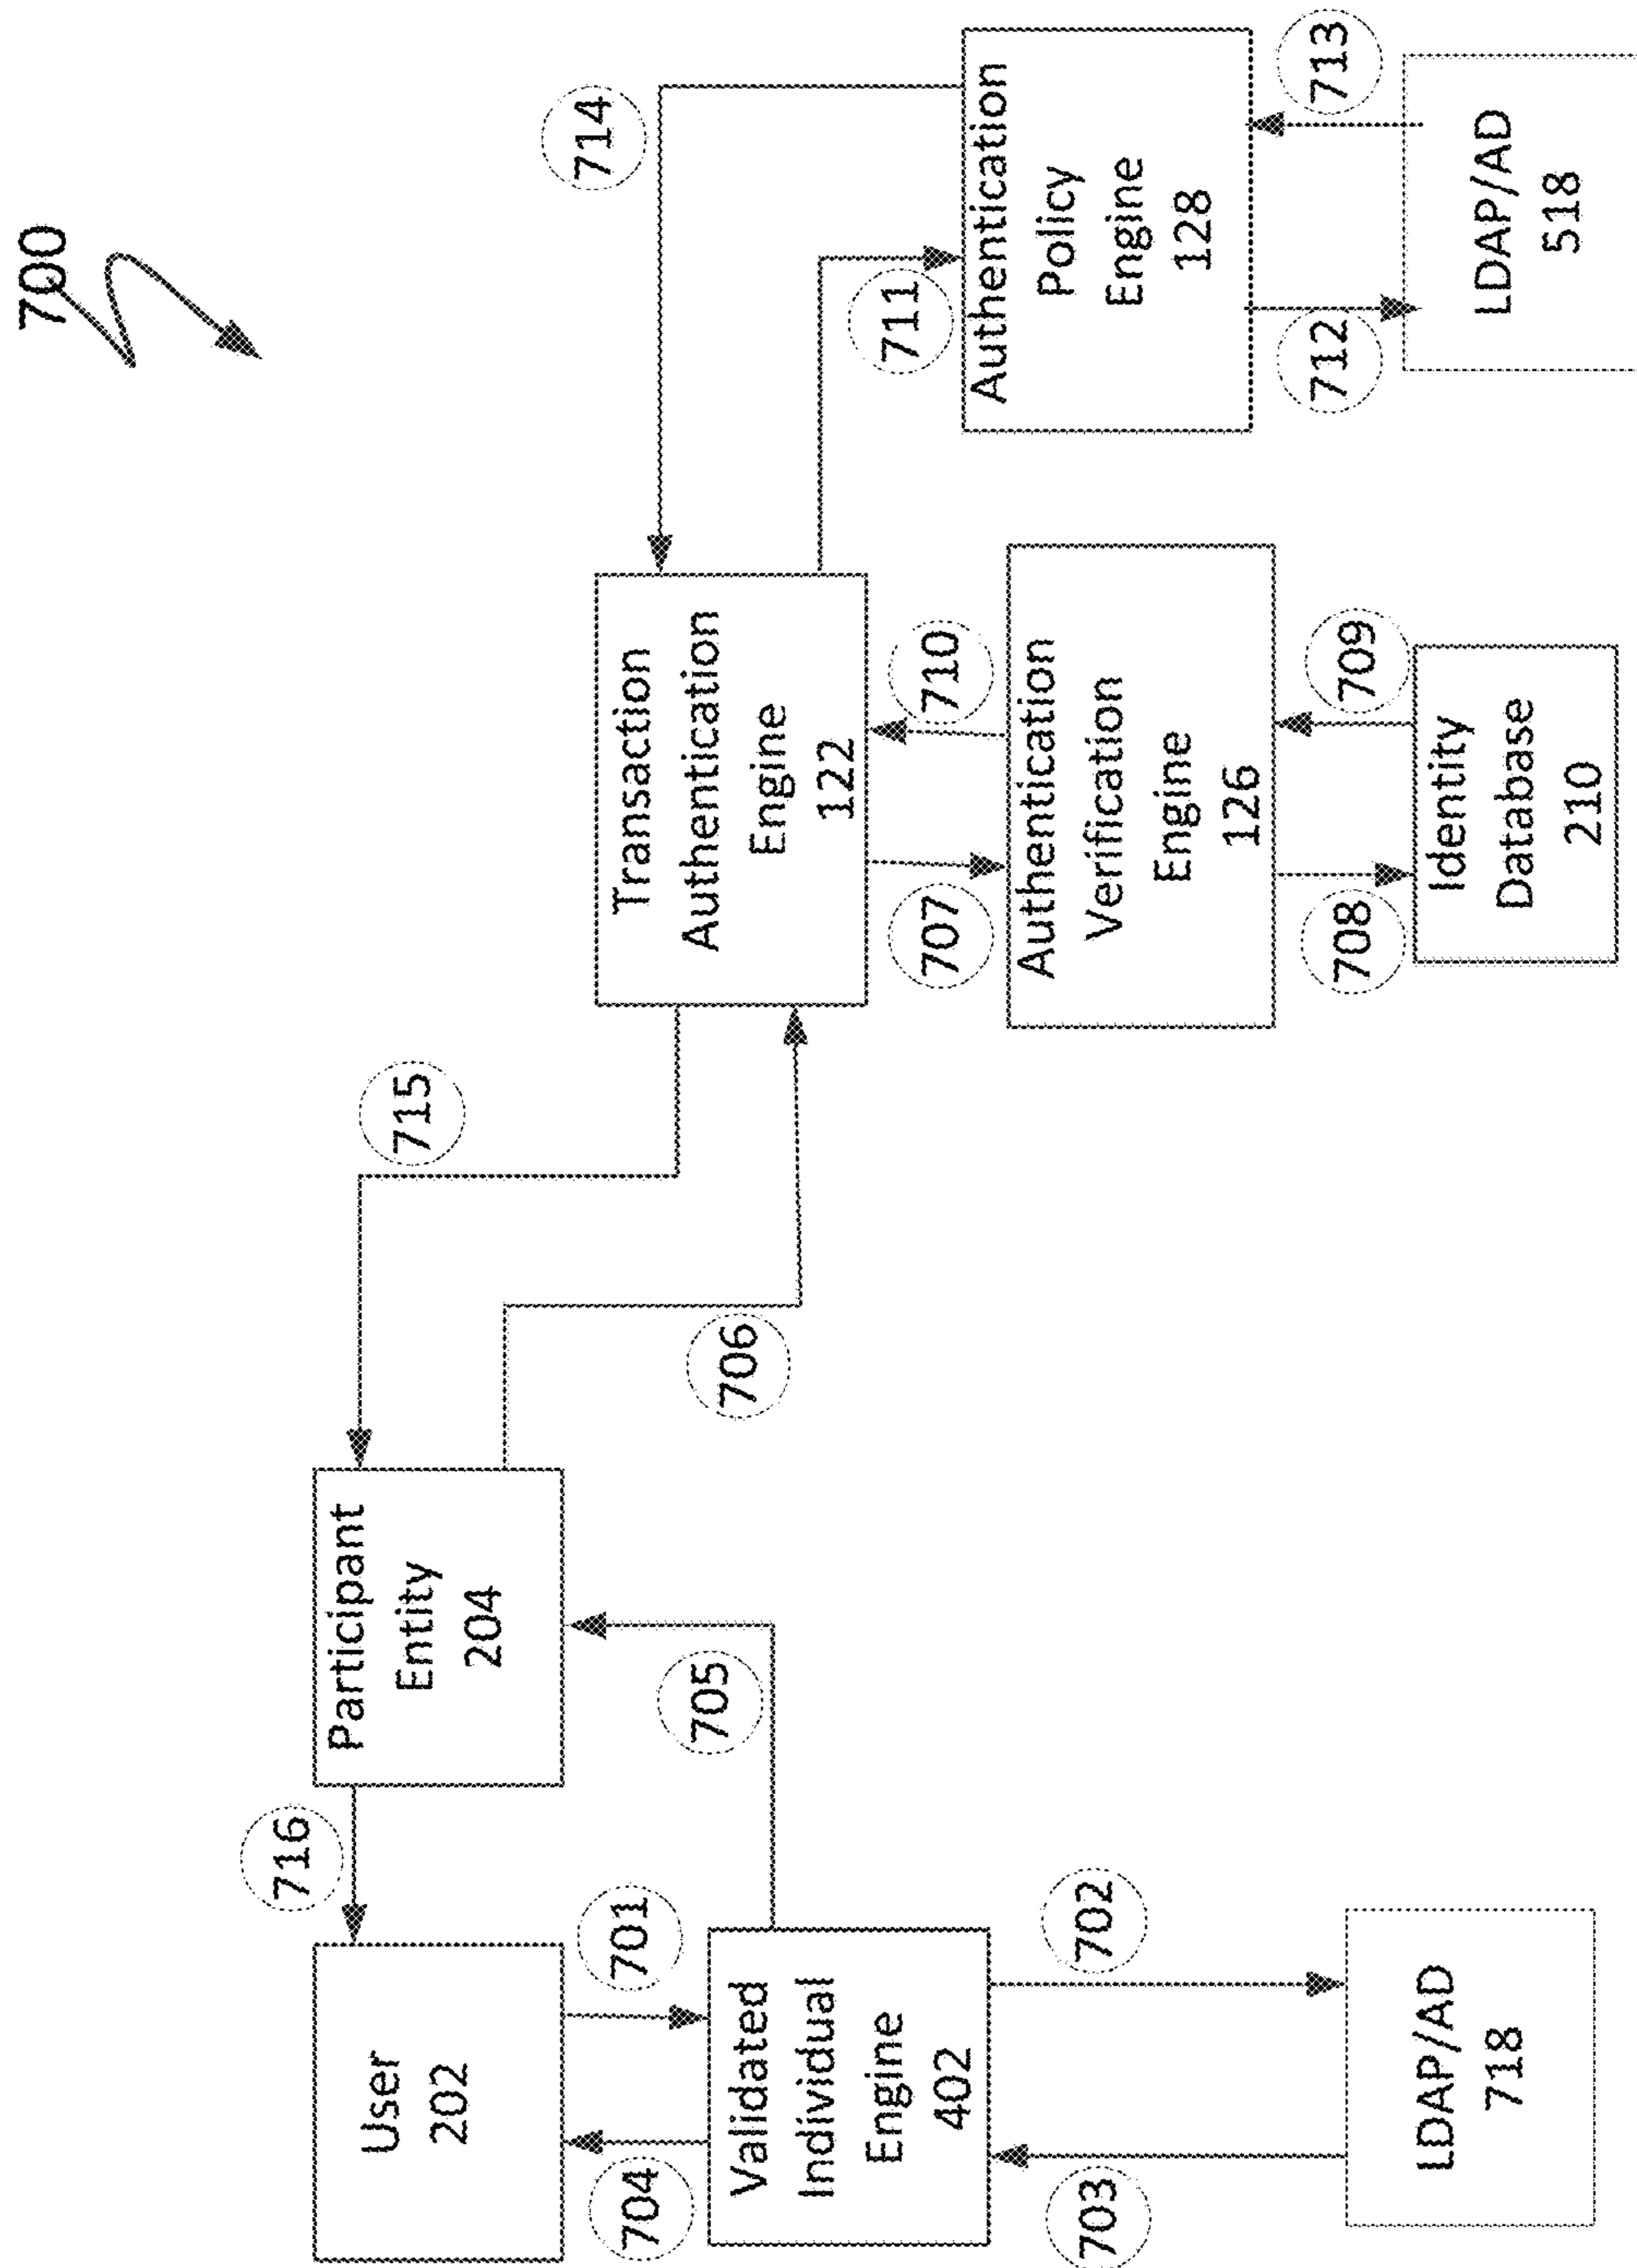 700
User
202
716
Participant
Entity
204
715
Transaction
Authentication
Engine
122
714
704
701
705
706
707
710
711
Validated
Individual
Engine
402
Authentication
Verification
Engine
126
Authentication
Policy
Engine
128
703
702
708
709
712
713
LDAP/AD
718
Identity
Database
210
LDAP/AD
518